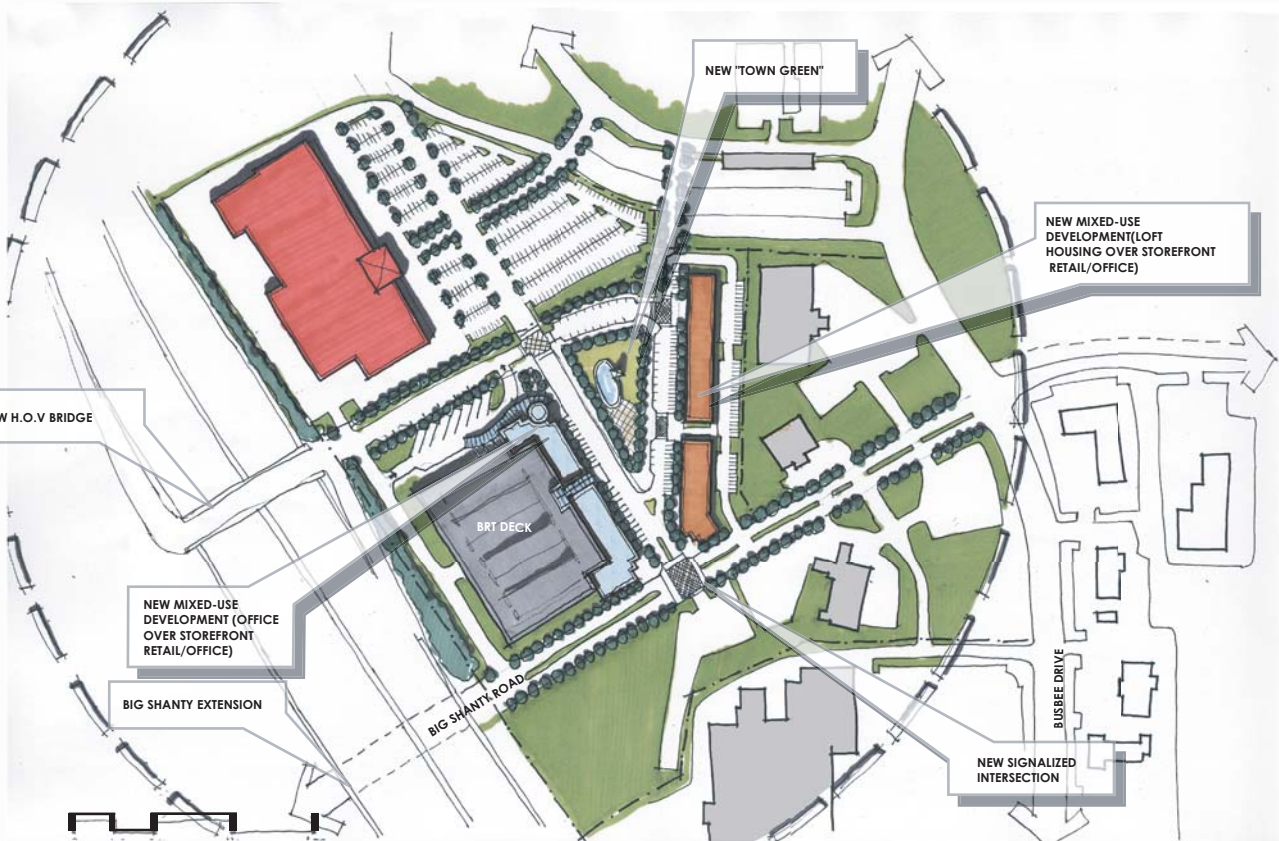 NEW "TOWN GREEN"
NEW MIXED-USE
DEVELOPMENT(LOFT
HOUSING OVER STOREFRONT
RETAIL/OFFICE)
W H.O.V BRIDGE
BRT DECK
NEW MIXED-USE
DEVELOPMENT (OFFICE
OVER STOREFRONT
RETAIL/OFFICE)
BIG SHANTY EXTENSION
BIG SHANTY ROAD
BUSBEE DRIVE
NEW SIGNALIZED
INTERSECTION